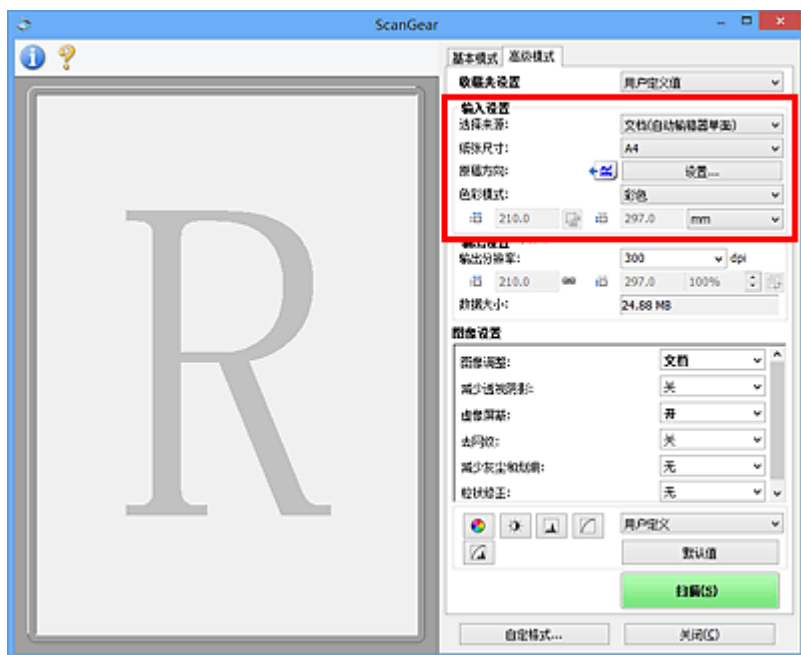 ScanGear
基本模式 高级模式
收藏夹设置 用户定义值
输入设置
选择来源: 文档(自动输稿器单面)
纸张尺寸: A4
原稿方向: 设置...
色彩模式: 彩色
210.0 297.0 mm
输出设置
输出分辨率: 300 dpi
210.0 297.0 100%
数据大小: 24.88 MB
图像设置
图像调整: 文档
减少透视阴影: 关
虚像屏蔽: 开
去网纹: 关
减少灰尘和划痕: 无
粒状修正: 无
用户定义
默认值
扫描(S)
自定格式... 关闭(C)
R